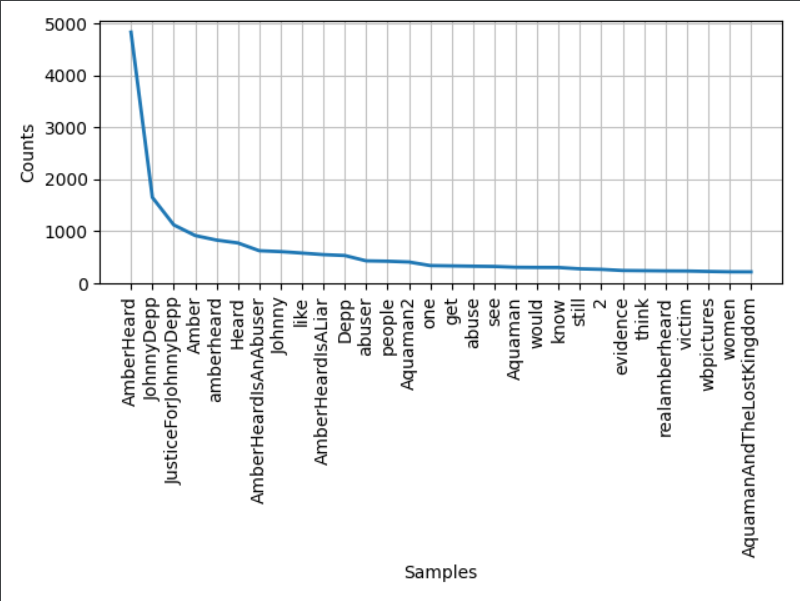 5000
4000
3000
2000
1000
0
Counts
AmberHeard
JohnnyDepp
JusticeForJohnnyDepp
Amber
amberheard
Heard
AmberHeardIsAnAbuser
Johnny
like
AmberHeardIsALiar
Depp
abuser
people
Aquaman2
one
get
abuse
see
Aquaman
would
know
still
2
evidence
think
realamberheard
victim
wbpictures
women
AquamanAndTheLostKingdom
Samples